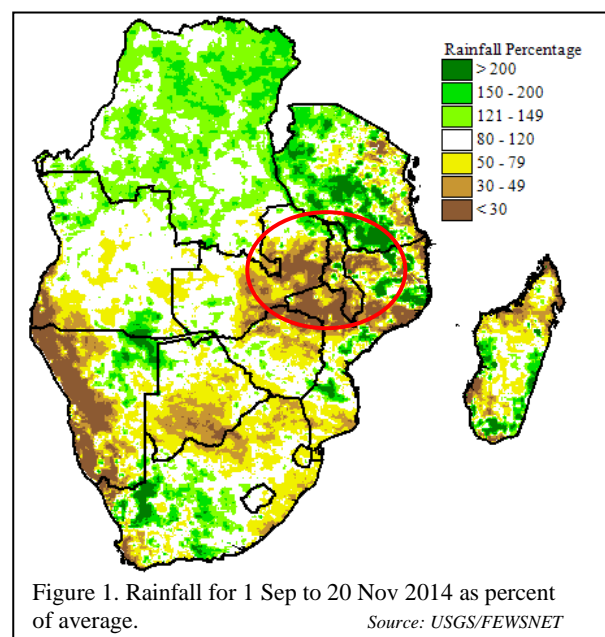 Rainfall Percentage
> 200
150 - 200
121 - 149
80 - 120
50 - 79
30 - 49
< 30
Figure 1. Rainfall for 1 Sep to 20 Nov 2014 as percent
of average. Source: USGS/FEWSNET